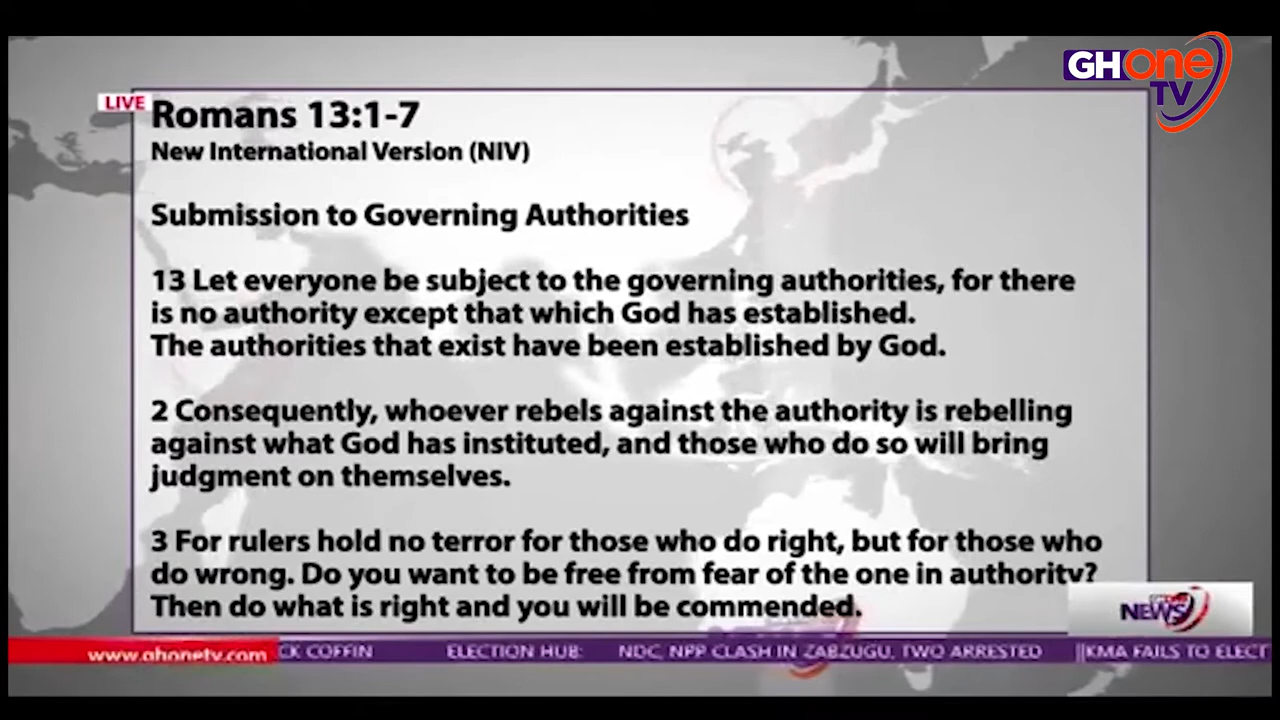 GHOne
TV
LIVE
Romans 13:1-7
New International Version (NIV)
Submission to Governing Authorities
13 Let everyone be subject to the governing authorities, for there
is no authority except that which God has established.
The authorities that exist have been established by God.
2 Consequently, whoever rebels against the authority is rebelling
against what God has instituted, and those who do so will bring
judgment on themselves.
3 For rulers hold no terror for those who do right, but for those who
do wrong. Do you want to be free from fear of the one in authority?
Then do what is right and you will be commended.
GHOne
NEWS
www.ghonetv.com CK COFFIN ELECTION HUB: NDC, NPP CLASH IN ZABZUGU, TWO ARRESTED ||KMA FAILS TO ELECT